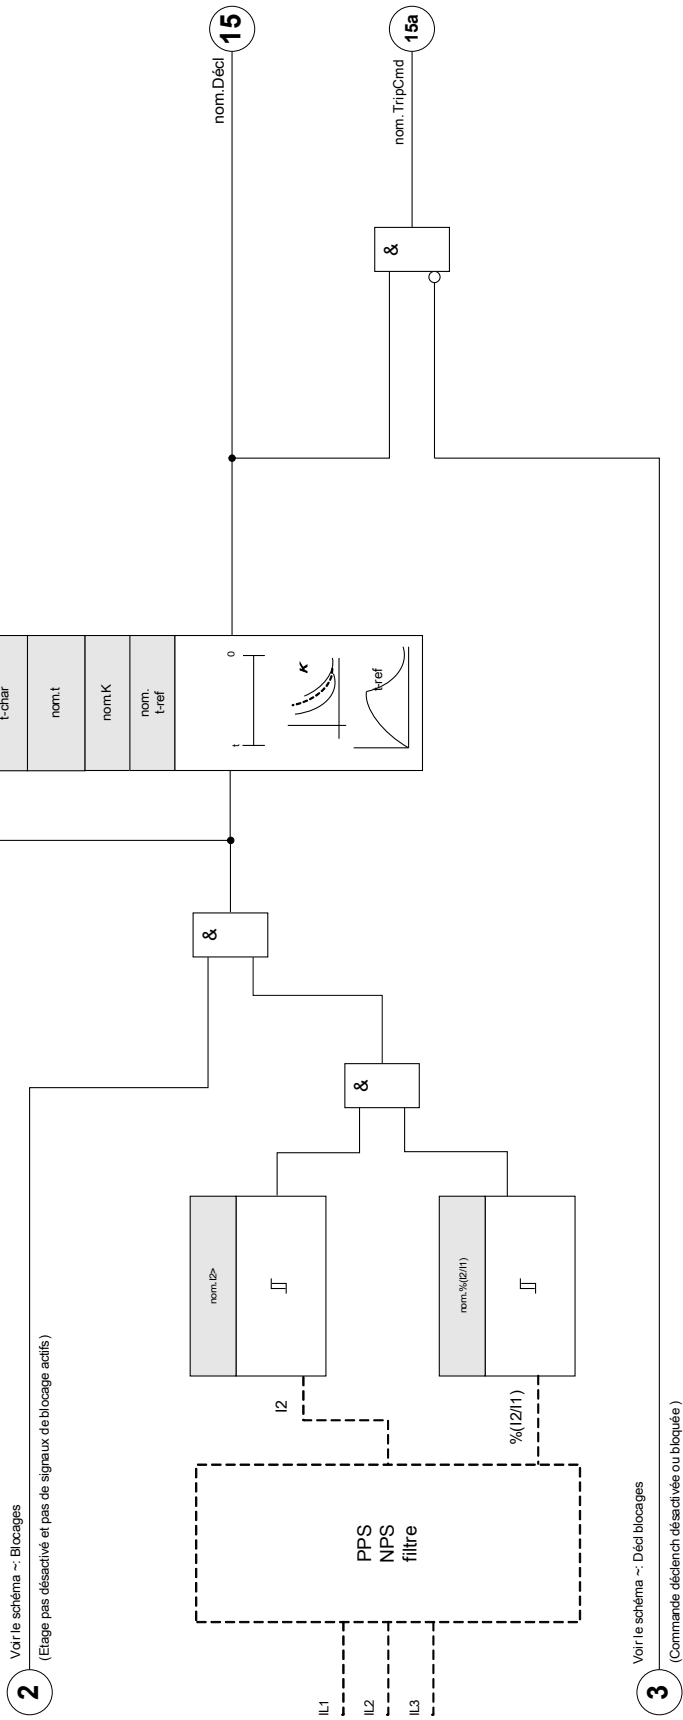 2
Voir le schéma ~: Blocages
(Etage pas désactivé et pas de signaux de blocage actifs)
IL1
IL2
IL3
PPS
NPS
filtre
I2
%(I2/I1)
nom.I2>
nom.%(I2/I1)
&
&
t-char
nom.t
nom.K
nom.
t-ref
t
0
K
t-ref
nom.Décl
15
&
nom.TripCmd
15a
3
Voir le schéma ~: Décl blocages
(Commande déclench désactivée ou bloquée )